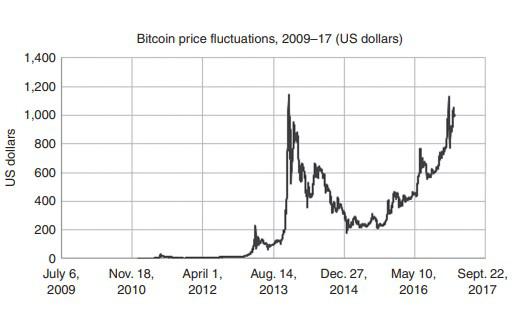 Bitcoin price fluctuations, 2009–17 (US dollars)
1,400
1,200
1,000
800
600
400
200
0
US dollars
July 6, Nov. 18, April 1, Aug. 14, Dec. 27, May 10, Sept. 22,
2009 2010 2012 2013 2014 2016 2017